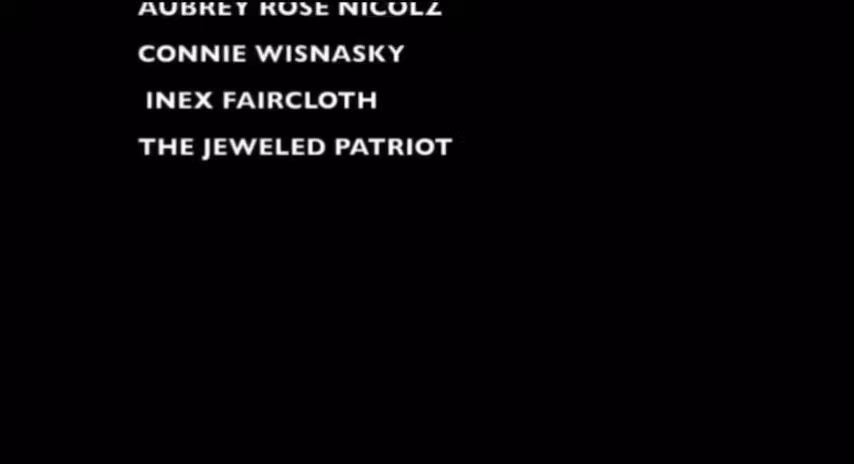 AUBREY ROSE NICOLZ
CONNIE WISNASKY
INEX FAIRCLOTH
THE JEWELED PATRIOT